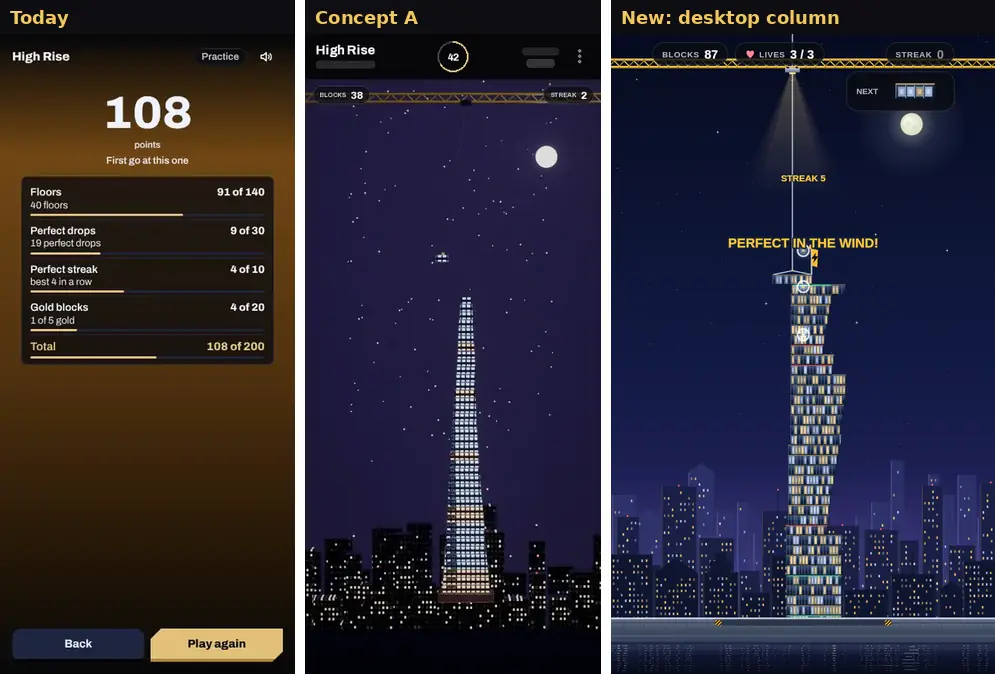 Today
High Rise
Practice
108
points
First go at this one
Floors
91 of 140
40 floors
Perfect drops
9 of 30
19 perfect drops
Perfect streak
4 of 10
best 4 in a row
Gold blocks
4 of 20
1 of 5 gold
Total
108 of 200
Back
Play again
Concept A
High Rise
42
BLOCKS 38
STREAK 2
New: desktop column
BLOCKS 87
LIVES 3 / 3
STREAK 0
NEXT
STREAK 5
PERFECT IN THE WIND!